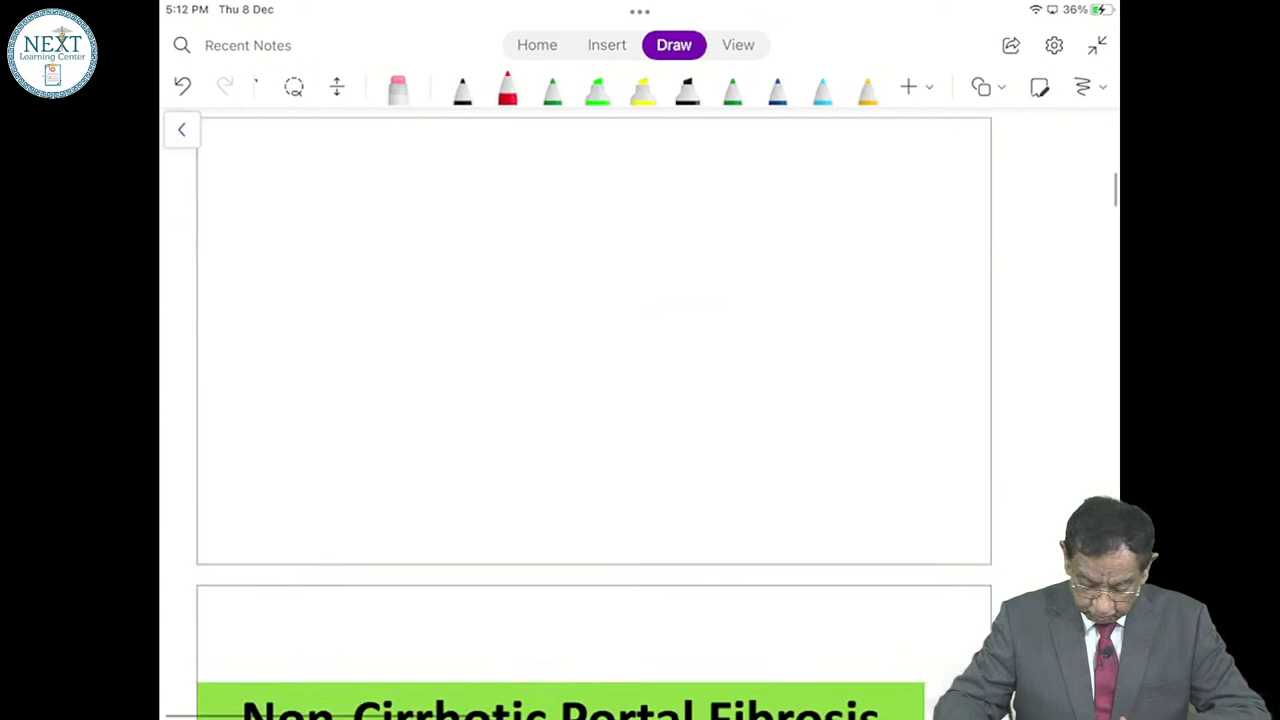 5:12 PM Thu 8 Dec
36%
NEXT
Learning Center
Recent Notes
Home
Insert
Draw
View
Non-Cirrhotic Portal Fibrosis